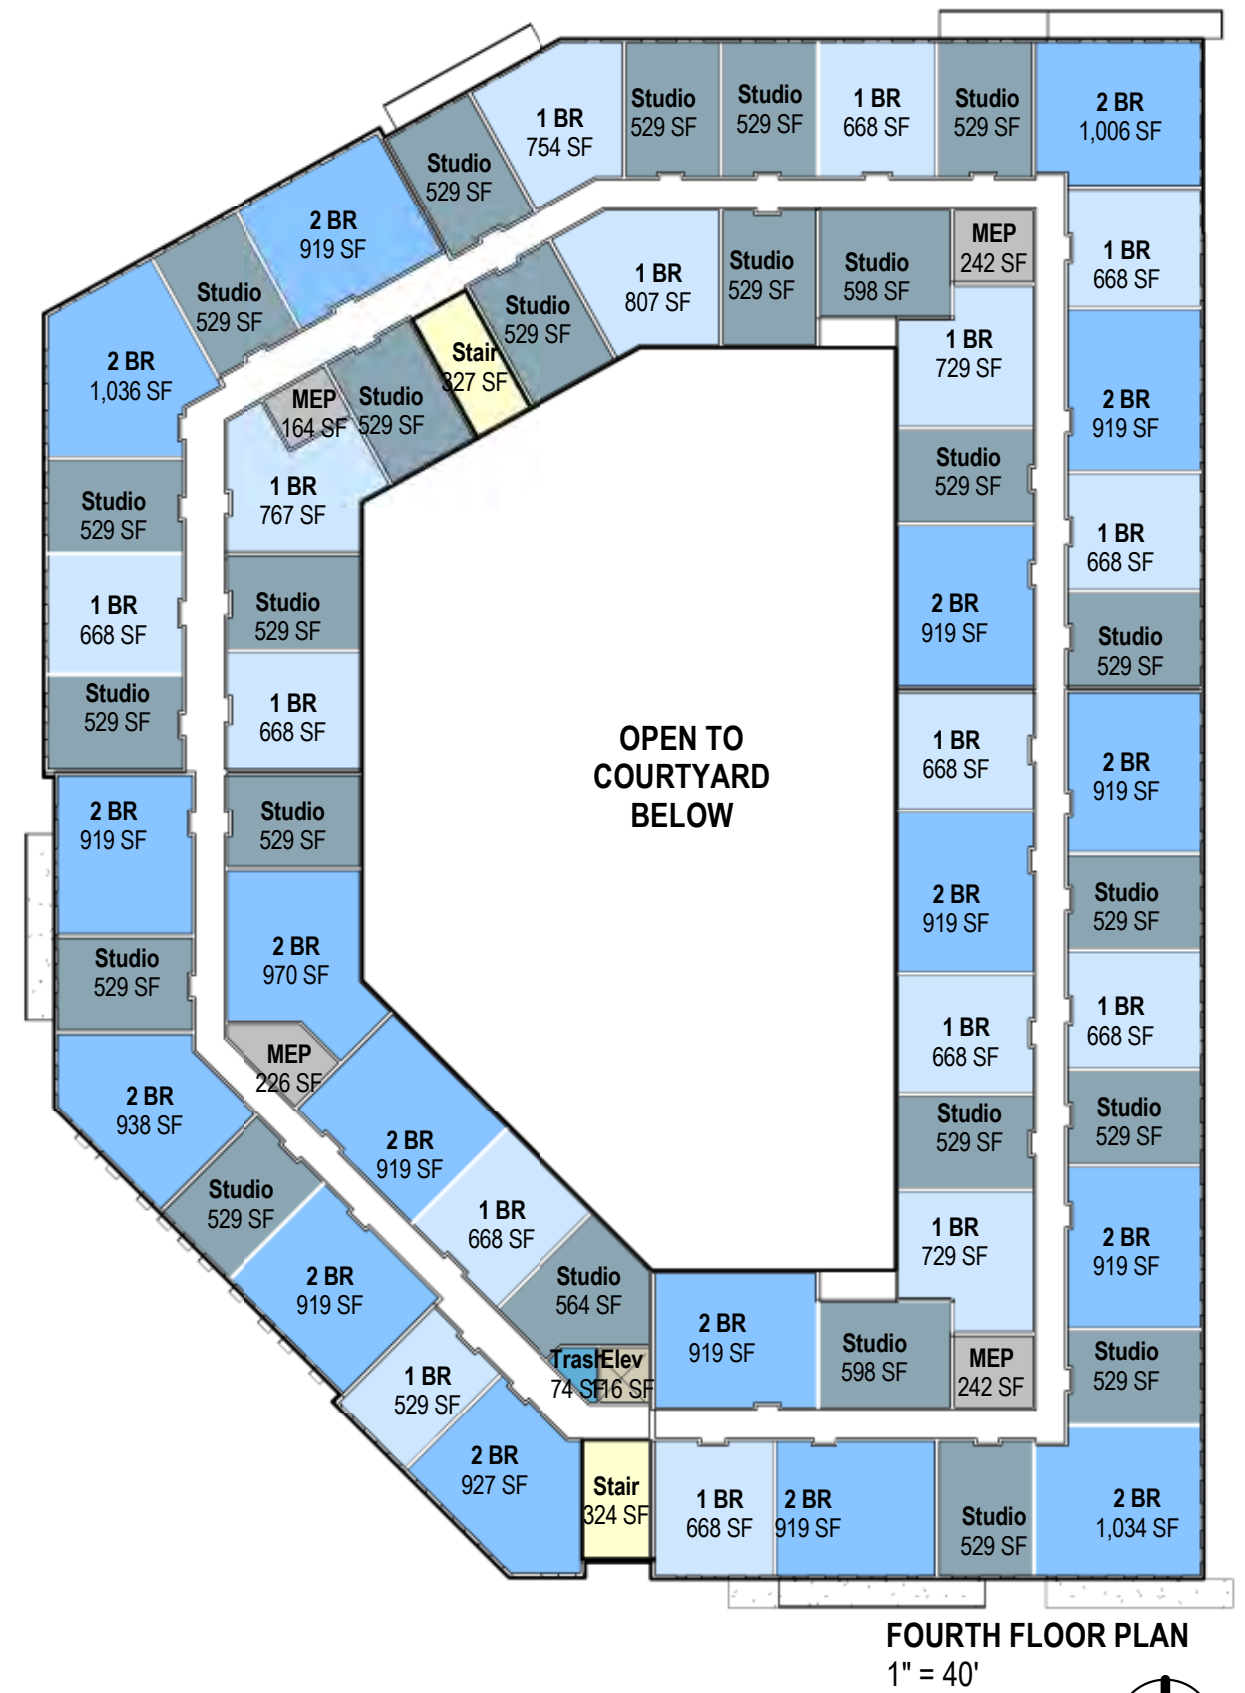 Studio
529 SF
Studio
529 SF
1 BR
668 SF
Studio
529 SF
2 BR
1,006 SF
1 BR
754 SF
Studio
529 SF
2 BR
919 SF
Studio
529 SF
2 BR
1,036 SF
1 BR
807 SF
Studio
529 SF
Studio
598 SF
MEP
242 SF
1 BR
668 SF
Studio
529 SF
Stair
327 SF
Studio
529 SF
MEP
164 SF
1 BR
729 SF
2 BR
919 SF
Studio
529 SF
1 BR
767 SF
Studio
529 SF
1 BR
668 SF
1 BR
668 SF
Studio
529 SF
2 BR
919 SF
Studio
529 SF
Studio
529 SF
1 BR
668 SF
OPEN TO
COURTYARD
BELOW
1 BR
668 SF
2 BR
919 SF
2 BR
919 SF
Studio
529 SF
2 BR
919 SF
Studio
529 SF
Studio
529 SF
2 BR
970 SF
1 BR
668 SF
1 BR
668 SF
MEP
226 SF
2 BR
938 SF
2 BR
919 SF
Studio
529 SF
Studio
529 SF
Studio
529 SF
1 BR
668 SF
1 BR
729 SF
2 BR
919 SF
2 BR
919 SF
Studio
564 SF
2 BR
919 SF
Studio
598 SF
MEP
242 SF
Studio
529 SF
Trash
74 SF
Elev
116 SF
1 BR
529 SF
2 BR
927 SF
Stair
324 SF
1 BR
668 SF
2 BR
919 SF
Studio
529 SF
2 BR
1,034 SF
FOURTH FLOOR PLAN
1" = 40'